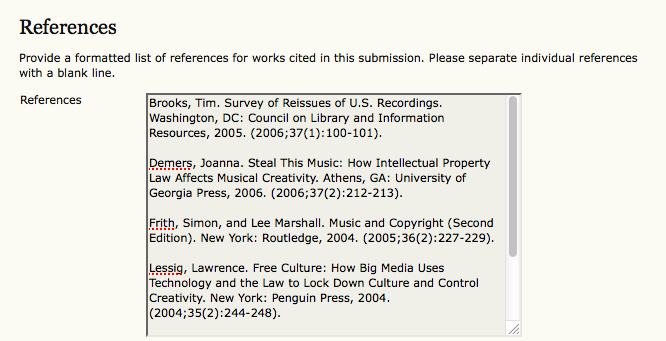 References
Provide a formatted list of references for works cited in this submission. Please separate individual references
with a blank line.
References
Brooks, Tim. Survey of Reissues of U.S. Recordings.
Washington, DC: Council on Library and Information
Resources, 2005. (2006;37(1):100-101).
Demers, Joanna. Steal This Music: How Intellectual Property
Law Affects Musical Creativity. Athens, GA: University of
Georgia Press, 2006. (2006;37(2):212-213).
Frith, Simon, and Lee Marshall. Music and Copyright (Second
Edition). New York: Routledge, 2004. (2005;36(2):227-229).
Lessig, Lawrence. Free Culture: How Big Media Uses
Technology and the Law to Lock Down Culture and Control
Creativity. New York: Penguin Press, 2004.
(2004;35(2):244-248).